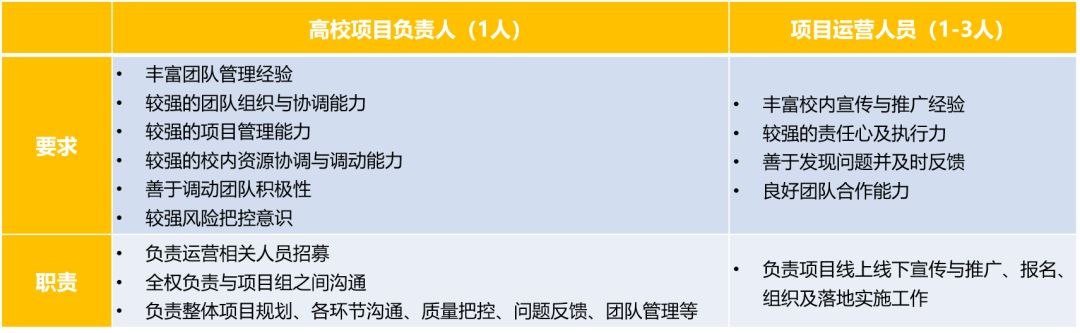 高校项目负责人（1人）
项目运营人员（1-3人）
要求
• 丰富团队管理经验
• 较强的团队组织与协调能力
• 较强的项目管理能力
• 较强的校内资源协调与调动能力
• 善于调动团队积极性
• 较强风险把控意识
• 丰富校内宣传与推广经验
• 较强的责任心及执行力
• 善于发现问题并及时反馈
• 良好团队合作能力
职责
• 负责运营相关人员招募
• 全权负责与项目组之间沟通
• 负责整体项目规划、各环节沟通、质量把控、问题反馈、团队管理等
• 负责项目线上线下宣传与推广、报名、
组织及落地实施工作